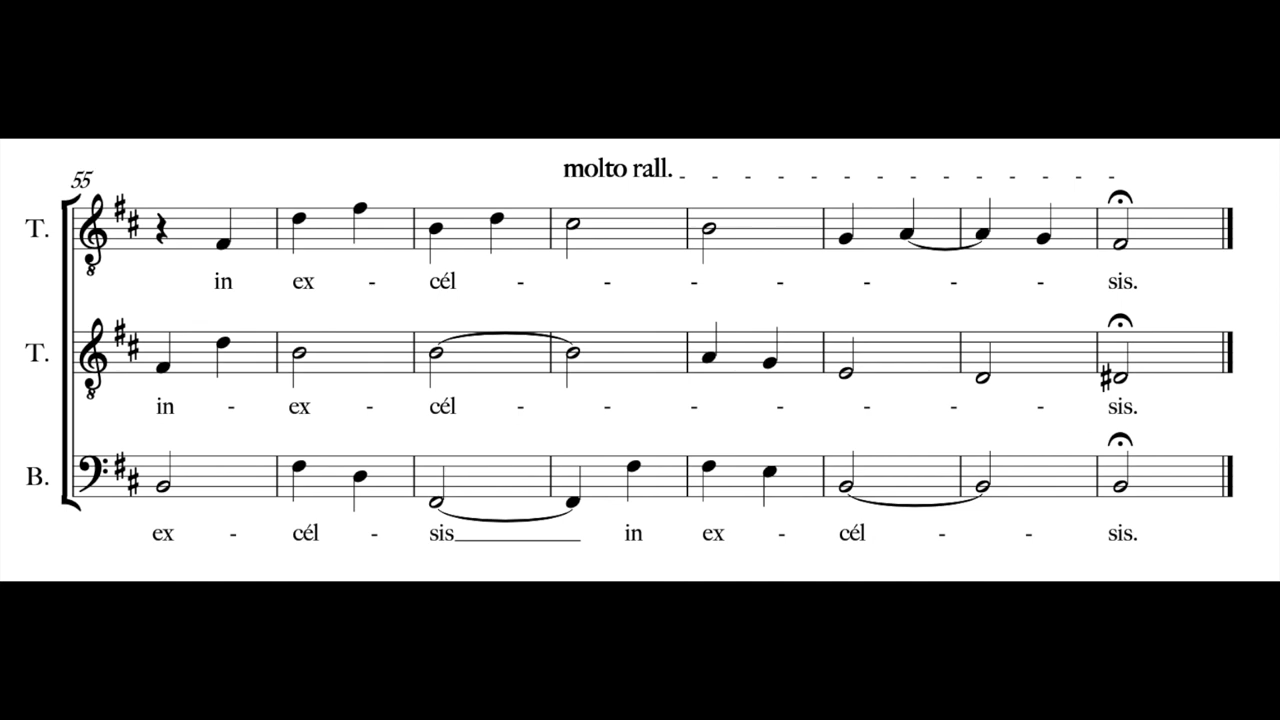 molto rall.
55
T.
in ex - cél - - - - - - - sis.
T.
in - ex - cél - - - - - - - sis.
B.
ex - cél - sis in ex - cél - - sis.